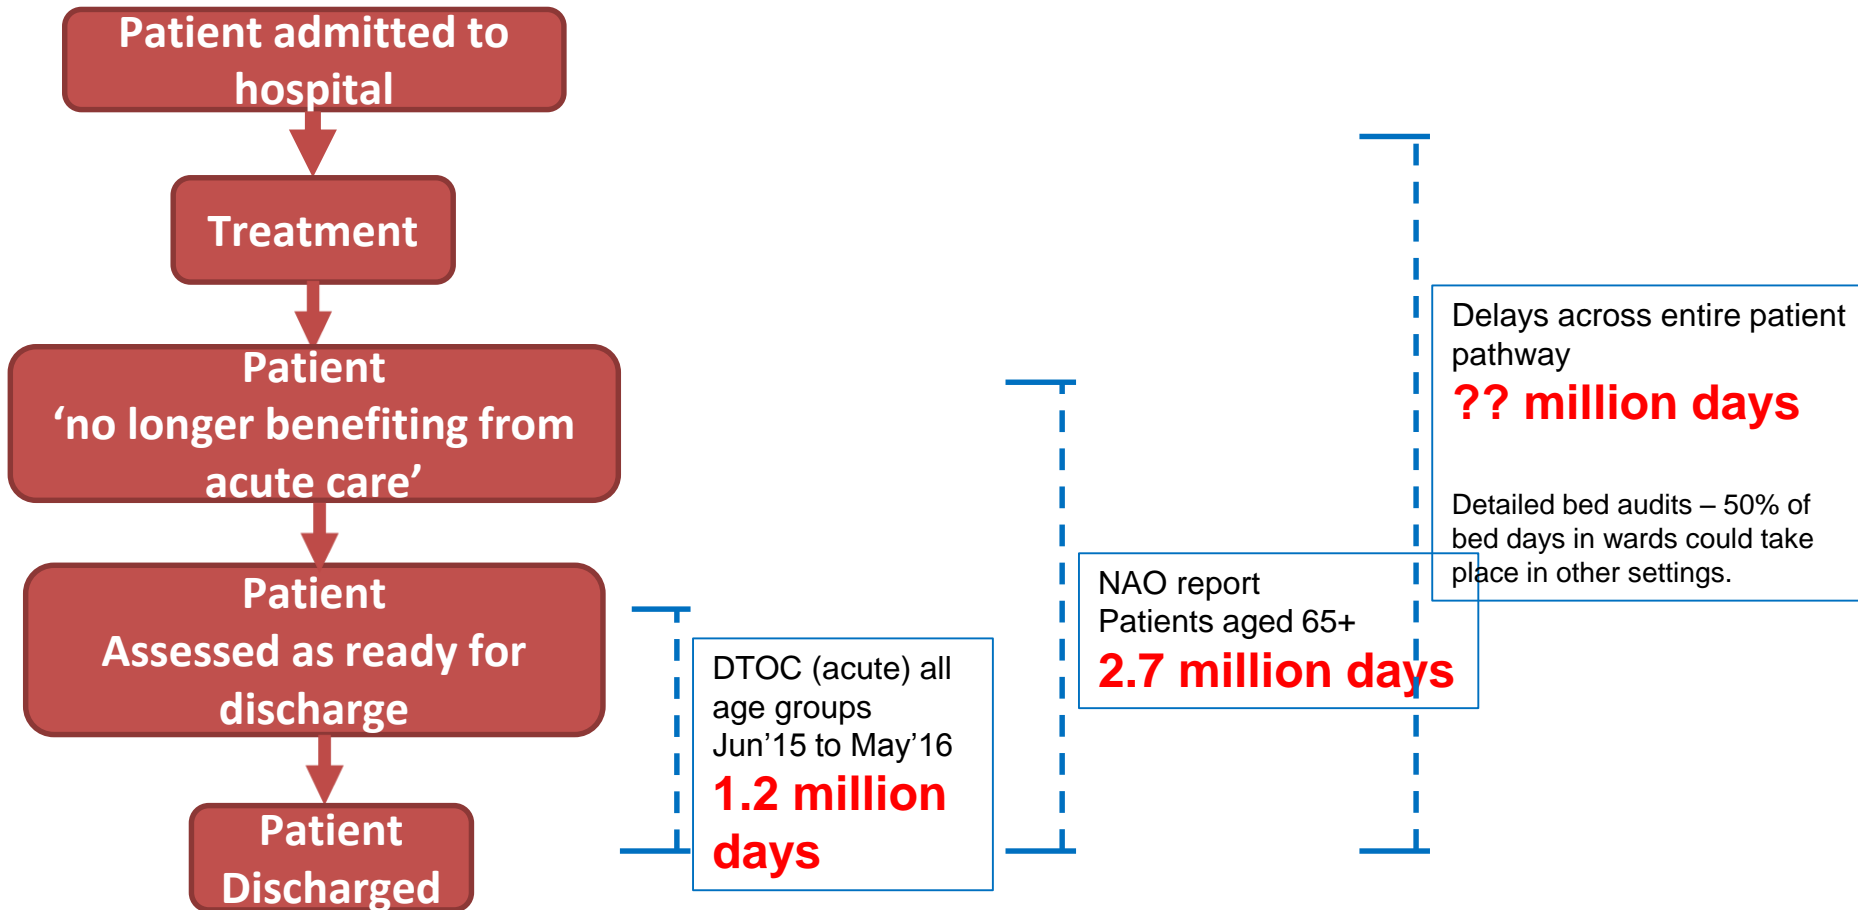 Patient admitted to
hospital
Treatment
Patient
‘no longer benefiting from
acute care’
Patient
Assessed as ready for
discharge
Patient
Discharged
DTOC (acute) all
age groups
Jun’15 to May’16
1.2 million
days
NAO report
Patients aged 65+
2.7 million days
Delays across entire patient
pathway
?? million days
Detailed bed audits – 50% of
bed days in wards could take
place in other settings.